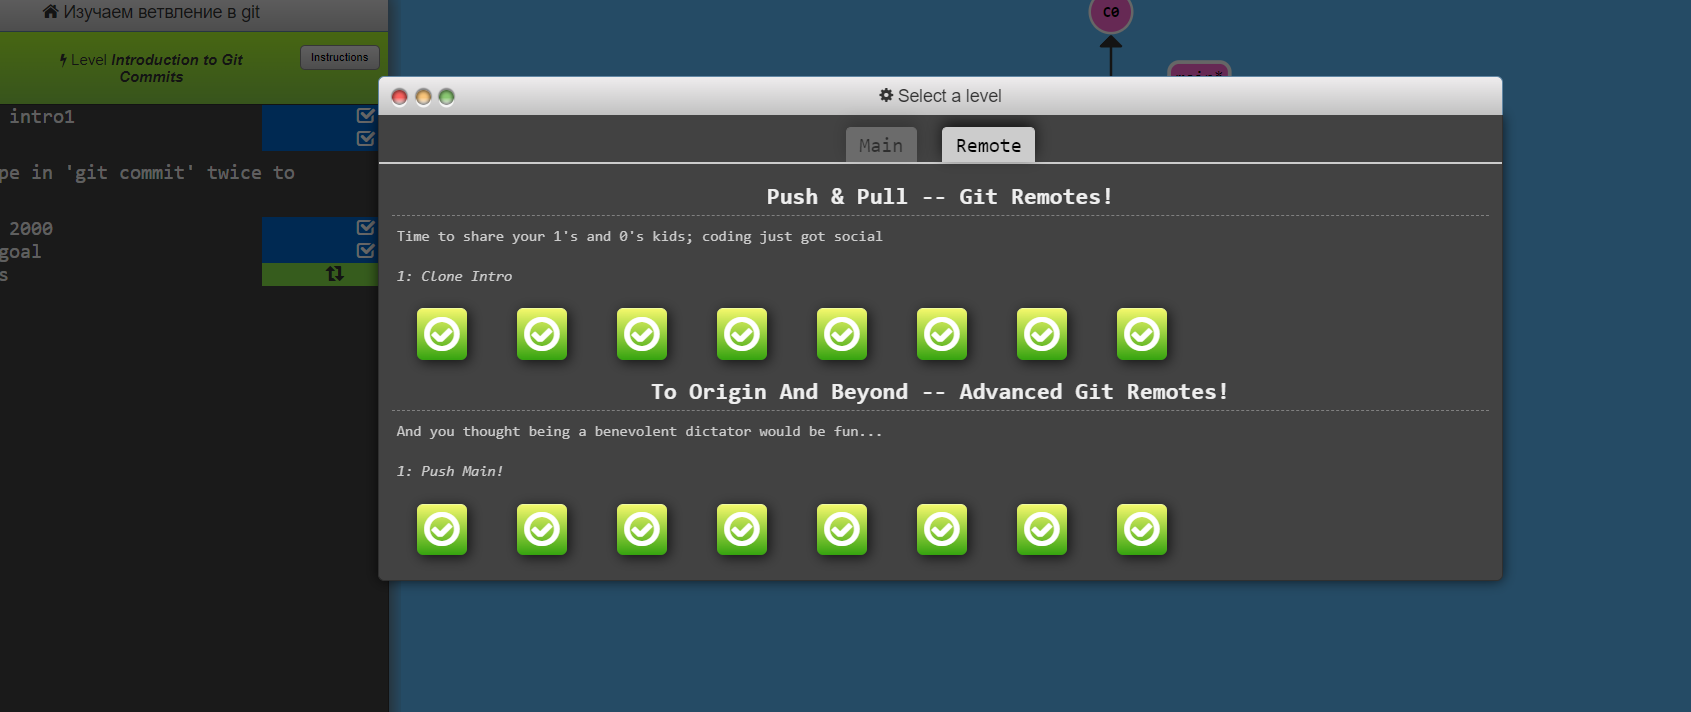 Изучаем ветвление в git
Level Introduction to Git
Commits
Instructions
intro1
pe in 'git commit' twice to
2000
goal
s
C0
main*
Select a level
Main
Remote
Push & Pull -- Git Remotes!
Time to share your 1's and 0's kids; coding just got social
1: Clone Intro
To Origin And Beyond -- Advanced Git Remotes!
And you thought being a benevolent dictator would be fun...
1: Push Main!